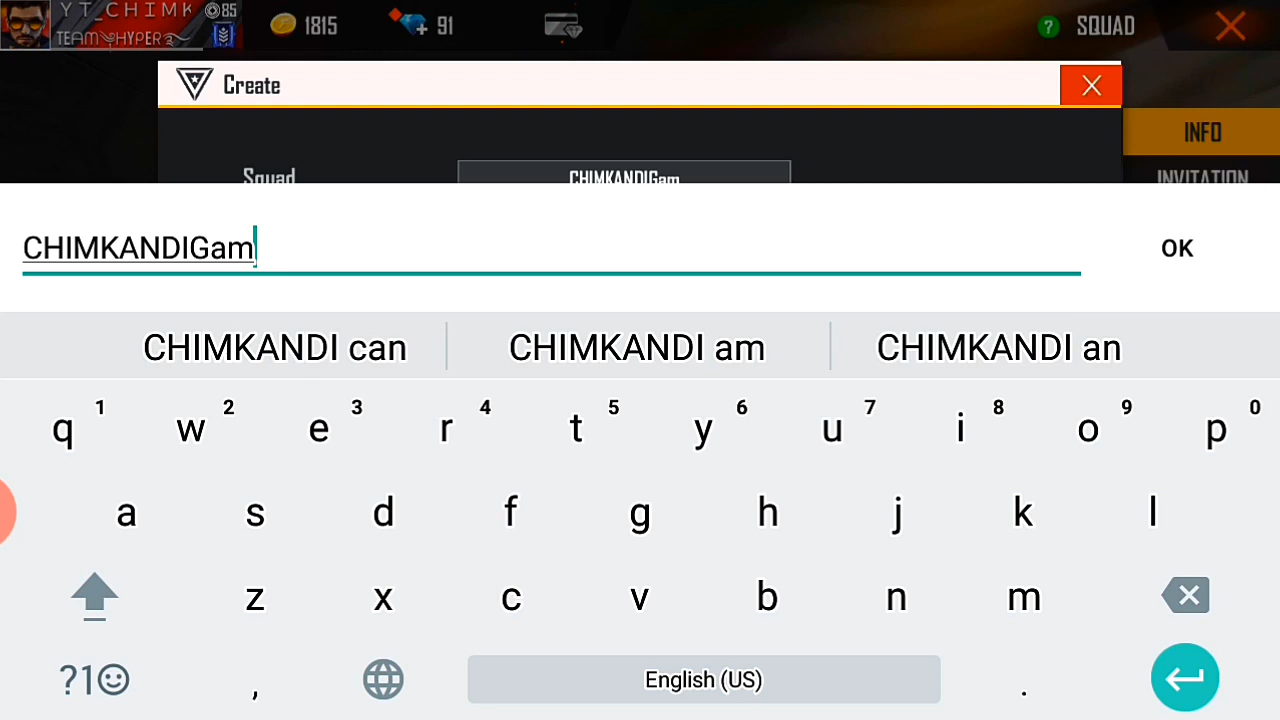 YT_CHIMK 85 1815 91 ? SQUAD
TEAM HYPER
Create
INFO
Squad CHIMKANDIGam INVITATION
CHIMKANDIGam OK
CHIMKANDI can CHIMKANDI am CHIMKANDI an
q 1 w 2 e 3 r 4 t 5 y 6 u 7 i 8 o 9 p 0
a s d f g h j k l
z x c v b n m
?1☺ , English (US) .